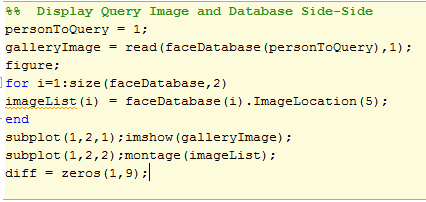 %%  Display Query Image and Database Side-Side
personToQuery = 1;
galleryImage = read(faceDatabase(personToQuery),1);
figure;
for i=1:size(faceDatabase,2)
imageList(i) = faceDatabase(i).ImageLocation(5);
end
subplot(1,2,1);imshow(galleryImage);
subplot(1,2,2);montage(imageList);
diff = zeros(1,9);